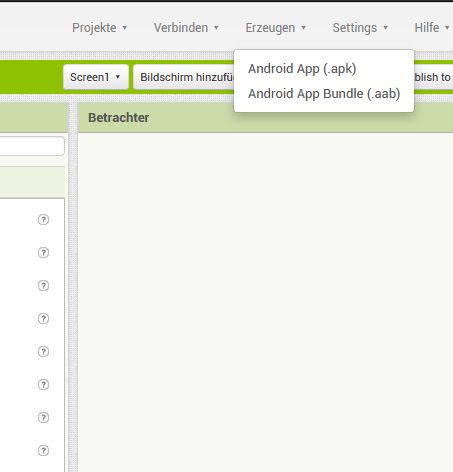 Projekte Verbinden Erzeugen Settings Hilfe
Android App (.apk)
Screen1 Bildschirm hinzufü blish to
Android App Bundle (.aab)
Betrachter
?
?
?
?
?
?
?
?